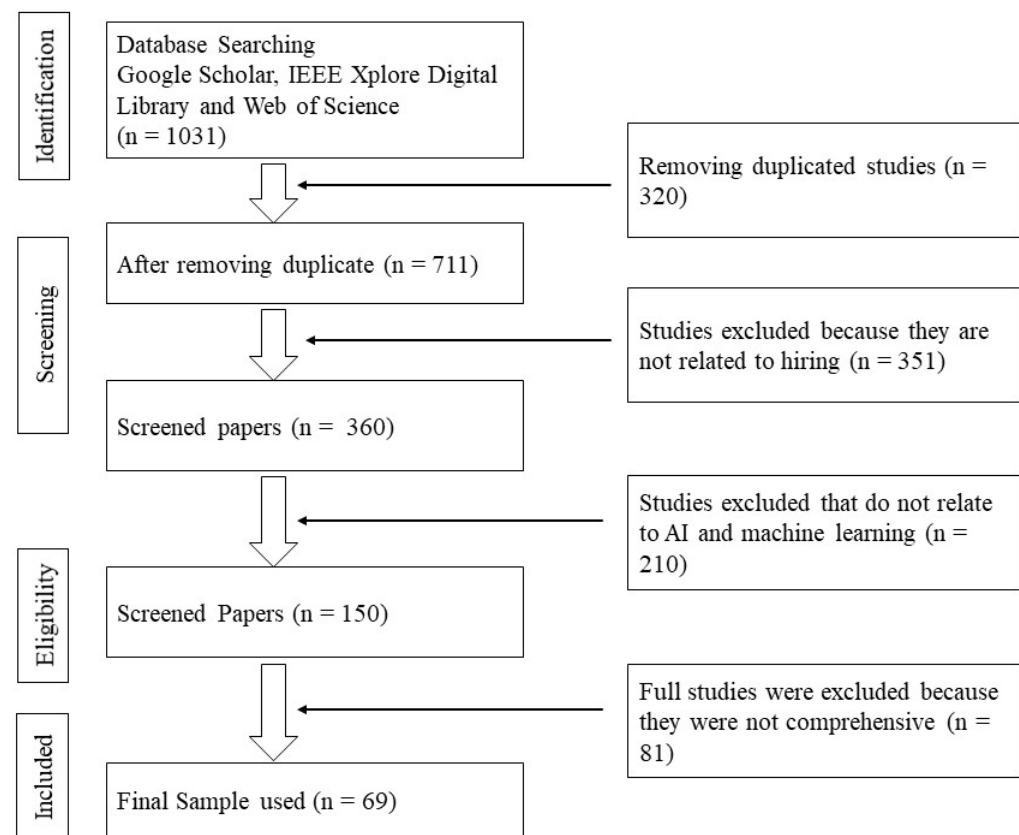 Identification
Database Searching
Google Scholar, IEEE Xplore Digital
Library and Web of Science
(n = 1031)
Removing duplicated studies (n =
320)
Screening
After removing duplicate (n = 711)
Studies excluded because they are
not related to hiring (n = 351)
Screened papers (n = 360)
Studies excluded that do not relate
to AI and machine learning (n =
210)
Eligibility
Screened Papers (n = 150)
Full studies were excluded because
they were not comprehensive (n =
81)
Included
Final Sample used (n = 69)